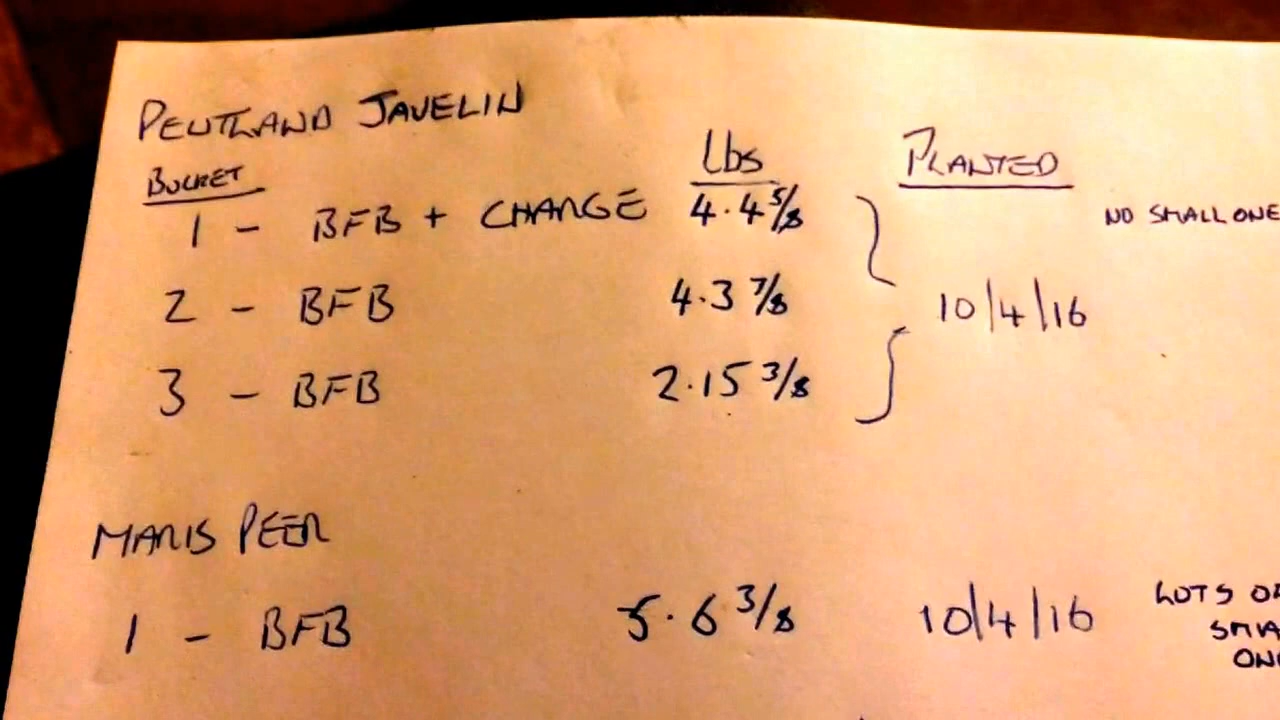 PENTLAND JAVELIN
BUCKET Lbs PLANTED
1 - BFB + CHANGE 4.4 5/8 NO SMALL ONE
2 - BFB 4.3 7/8 10/4/16
3 - BFB 2.15 3/8
MARIS PEER
1 - BFB 5.6 3/8 10/4/16 LOTS OF
SMA
ON